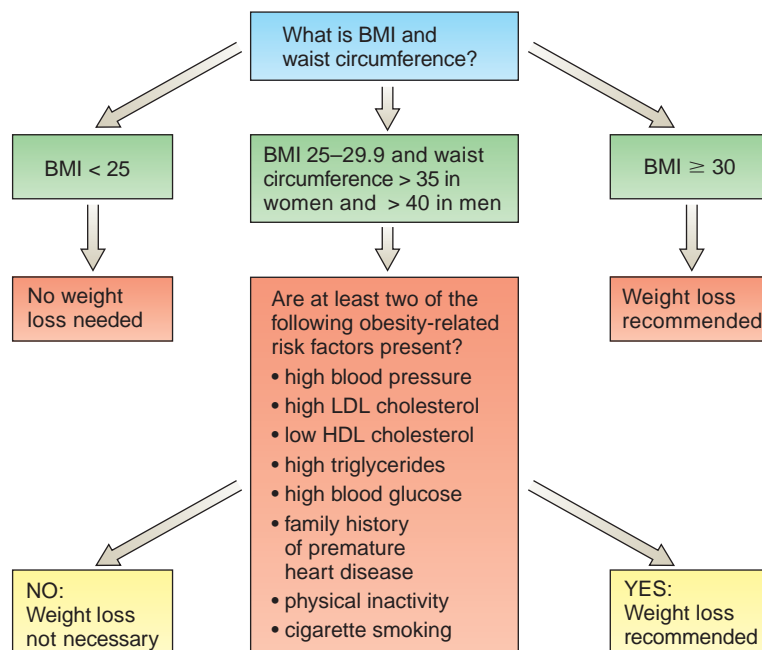 What is BMI and
waist circumference?
BMI < 25
BMI 25–29.9 and waist
circumference > 35 in
women and > 40 in men
BMI ≥ 30
No weight
loss needed
Are at least two of the
following obesity-related
risk factors present?
• high blood pressure
• high LDL cholesterol
• low HDL cholesterol
• high triglycerides
• high blood glucose
• family history
of premature
heart disease
• physical inactivity
• cigarette smoking
Weight loss
recommended
NO:
Weight loss
not necessary
YES:
Weight loss
recommended